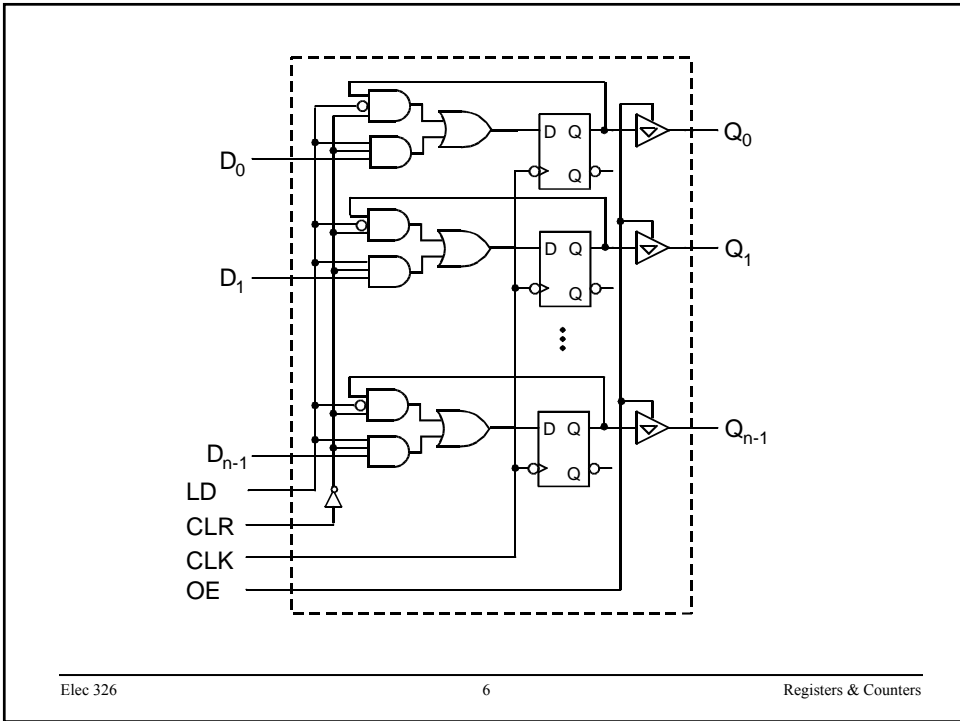 D Q Q₀
D₀
Q
D Q Q₁
D₁
Q
D Q Qₙ₋₁
Dₙ₋₁
Q
LD
CLR
CLK
OE
Elec 326 6 Registers & Counters